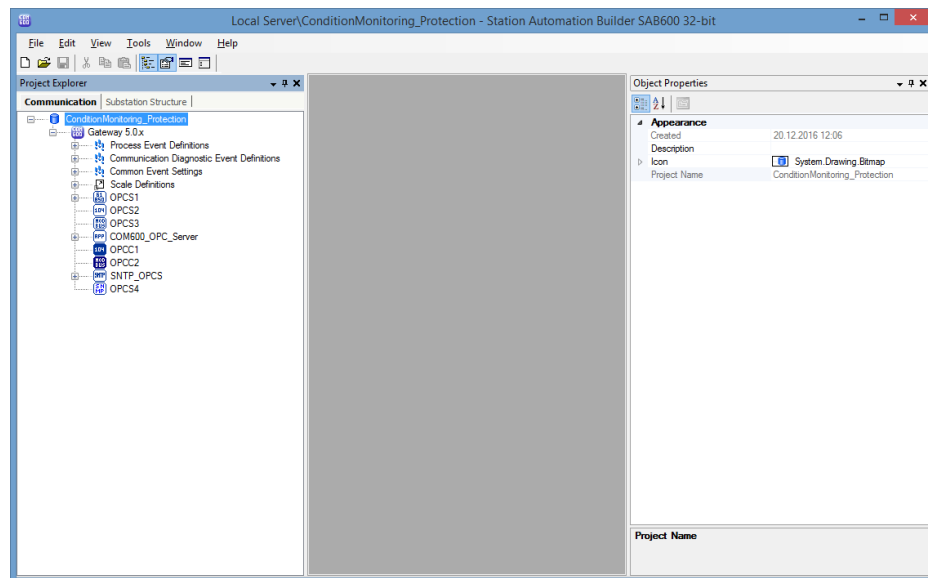 Local Server\ConditionMonitoring_Protection - Station Automation Builder SAB600 32-bit
File Edit View Tools Window Help
Project Explorer
Communication Substation Structure
ConditionMonitoring_Protection
Gateway 5.0.x
Process Event Definitions
Communication Diagnostic Event Definitions
Common Event Settings
Scale Definitions
OPCS1
104 OPCS2
OPCS3
COM600_OPC_Server
104 OPCC1
OPCC2
SNTP_OPCS
OPCS4
Object Properties
Appearance
Created 20.12.2016 12:06
Description
Icon System.Drawing.Bitmap
Project Name ConditionMonitoring_Protection
Project Name